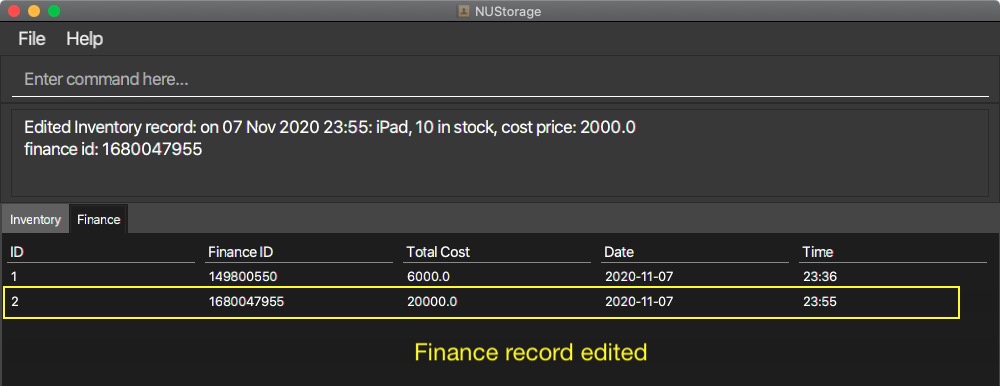 NUStorage
File Help
Enter command here...
Edited Inventory record: on 07 Nov 2020 23:55: iPad, 10 in stock, cost price: 2000.0
finance id: 1680047955
Inventory Finance
ID Finance ID Total Cost Date Time
1 149800550 6000.0 2020-11-07 23:36
2 1680047955 20000.0 2020-11-07 23:55
Finance record edited